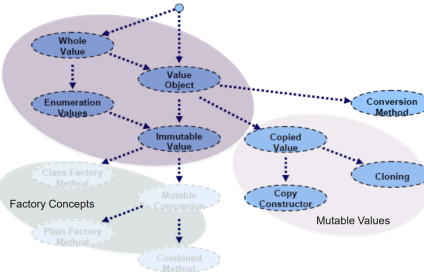 Whole
Value
Value
Object
Enumeration
Values
Conversion
Method
Immutable
Value
Copied
Value
Class Factory
Method
Cloning
Factory Concepts
Mutable
Companion
Copy
Constructor
Mutable Values
Plain Factory
Method
Combined
Method